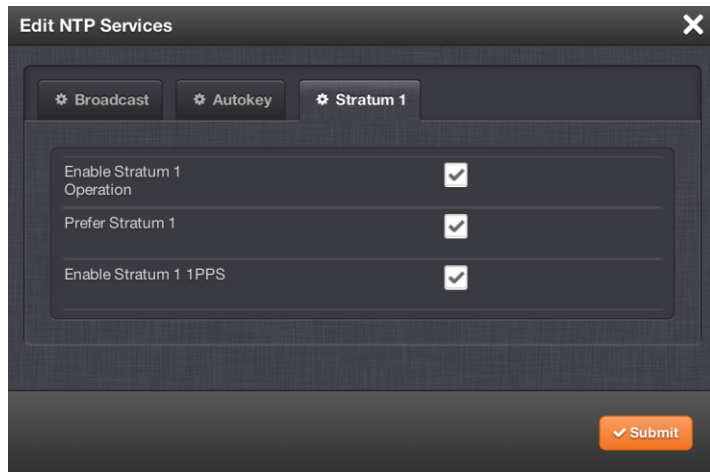 Edit NTP Services
Broadcast
Autokey
Stratum 1
Enable Stratum 1
Operation
Prefer Stratum 1
Enable Stratum 1 1PPS
Submit